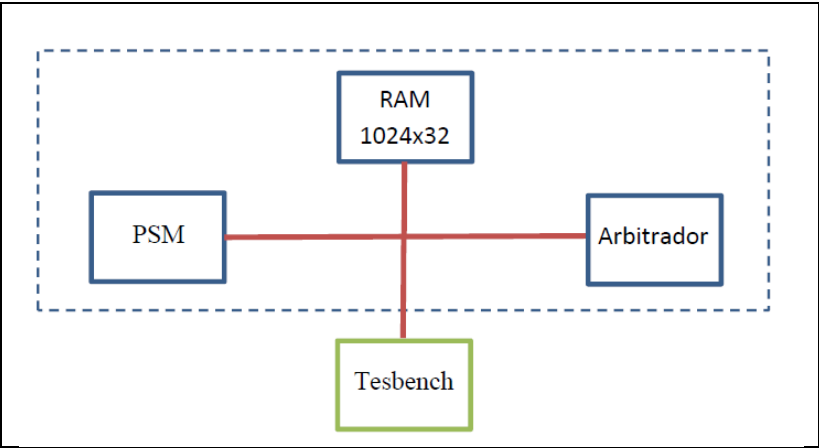 RAM
1024x32
PSM
Arbitrador
Tesbench